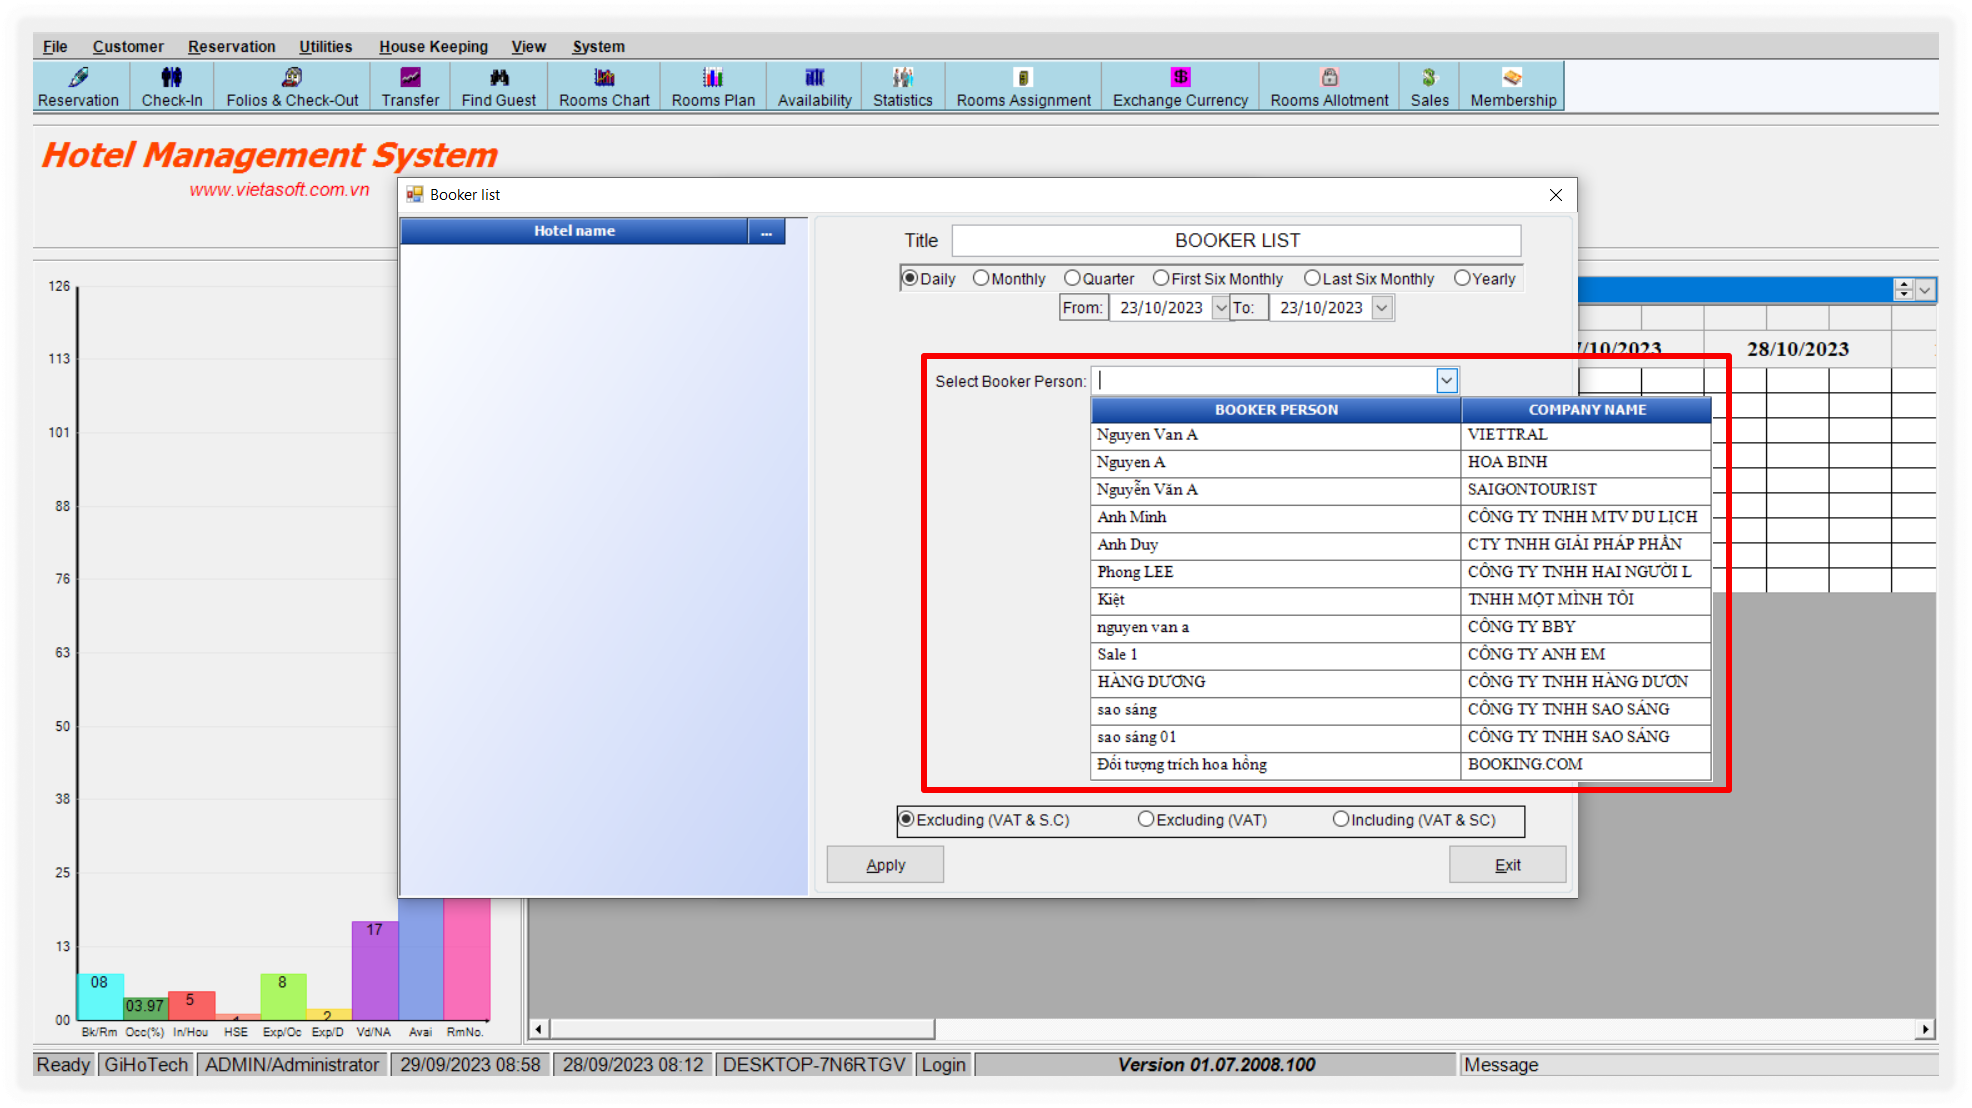 File Customer Reservation Utilities House Keeping View System
Reservation Check-In Folios & Check-Out Transfer Find Guest Rooms Chart Rooms Plan Availability Statistics Rooms Assignment Exchange Currency Rooms Allotment Sales Membership
Hotel Management System
www.vietasoft.com.vn
Booker list
Hotel name ...
Title BOOKER LIST
Daily Monthly Quarter First Six Monthly Last Six Monthly Yearly
From: 23/10/2023 To: 23/10/2023
7/10/2023 28/10/2023
Select Booker Person:
BOOKER PERSON COMPANY NAME
Nguyen Van A VIETTRAL
Nguyen A HOA BINH
Nguyễn Văn A SAIGONTOURIST
Anh Minh CÔNG TY TNHH MTV DU LỊCH
Anh Duy CTY TNHH GIẢI PHÁP PHẦN
Phong LEE CÔNG TY TNHH HAI NGƯỜI L
Kiệt TNHH MỘT MÌNH TÔI
nguyen van a CÔNG TY BBY
Sale 1 CÔNG TY ANH EM
HÀNG DƯƠNG CÔNG TY TNHH HÀNG DƯƠN
sao sáng CÔNG TY TNHH SAO SÁNG
sao sáng 01 CÔNG TY TNHH SAO SÁNG
Đối tượng trích hoa hồng BOOKING.COM
Excluding (VAT & S.C) Excluding (VAT) Including (VAT & SC)
Apply Exit
126
113
101
88
76
63
50
38
25
13
00
08 03.97 5 8 2 17
Bk/Rm Occ(%) In/Hou HSE Exp/Oc Exp/D Vd/NA Avai RmNo.
Ready GiHoTech ADMIN/Administrator 29/09/2023 08:58 28/09/2023 08:12 DESKTOP-7N6RTGV Login Version 01.07.2008.100 Message